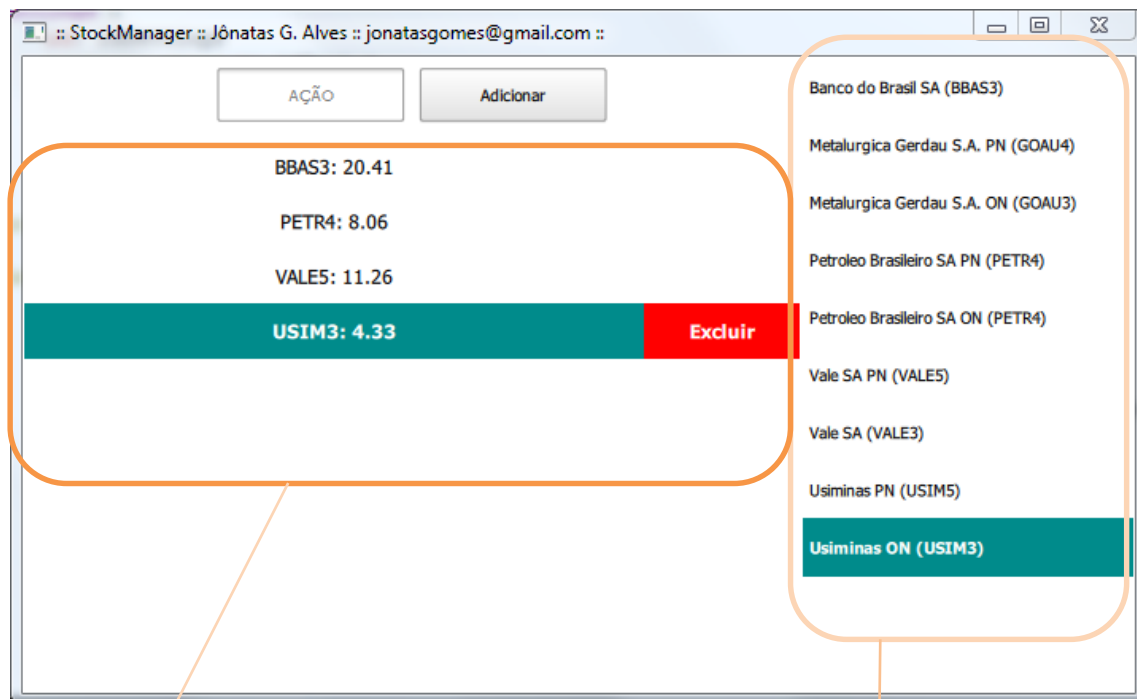 :: StockManager :: Jônatas G. Alves :: jonatasgomes@gmail.com ::
AÇÃO
Adicionar
BBAS3: 20.41
PETR4: 8.06
VALE5: 11.26
USIM3: 4.33
Excluir
Banco do Brasil SA (BBAS3)
Metalurgica Gerdau S.A. PN (GOAU4)
Metalurgica Gerdau S.A. ON (GOAU3)
Petroleo Brasileiro SA PN (PETR4)
Petroleo Brasileiro SA ON (PETR4)
Vale SA PN (VALE5)
Vale SA (VALE3)
Usiminas PN (USIM5)
Usiminas ON (USIM3)